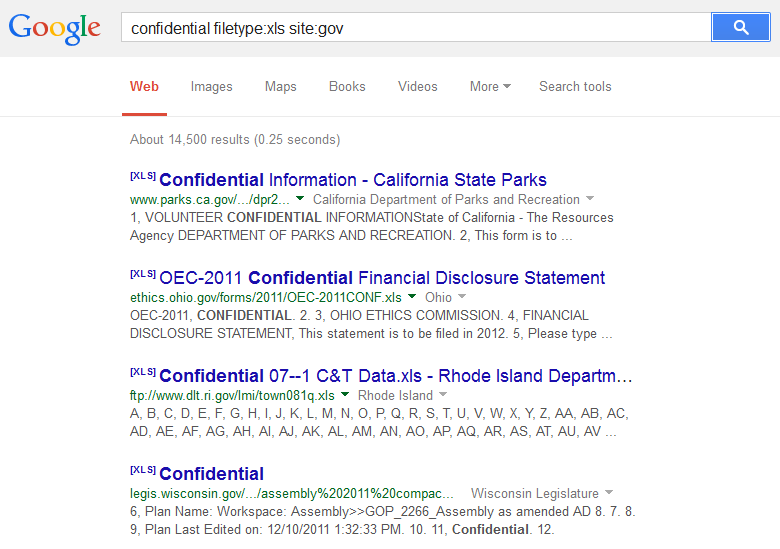 Google confidential filetype:xls site:gov
Web Images Maps Books Videos More Search tools
About 14,500 results (0.25 seconds)
[XLS] Confidential Information - California State Parks
www.parks.ca.gov/.../dpr2... California Department of Parks and Recreation
1, VOLUNTEER CONFIDENTIAL INFORMATIONState of California - The Resources
Agency DEPARTMENT OF PARKS AND RECREATION. 2, This form is to ...
[XLS] OEC-2011 Confidential Financial Disclosure Statement
ethics.ohio.gov/forms/2011/OEC-2011CONF.xls Ohio
OEC-2011, CONFIDENTIAL. 2. 3, OHIO ETHICS COMMISSION. 4, FINANCIAL
DISCLOSURE STATEMENT, This statement is to be filed in 2012. 5, Please type ...
[XLS] Confidential 07--1 C&T Data.xls - Rhode Island Departm...
ftp://www.dlt.ri.gov/lmi/town081q.xls Rhode Island
A, B, C, D, E, F, G, H, I, J, K, L, M, N, O, P, Q, R, S, T, U, V, W, X, Y, Z, AA, AB, AC,
AD, AE, AF, AG, AH, AI, AJ, AK, AL, AM, AN, AO, AP, AQ, AR, AS, AT, AU, AV ...
[XLS] Confidential
legis.wisconsin.gov/.../assembly%202011%20compac... Wisconsin Legislature
6, Plan Name: Workspace: Assembly>>GOP_2266_Assembly as amended AD 8. 7. 8.
9, Plan Last Edited on: 12/10/2011 1:32:33 PM. 10. 11, Confidential. 12.